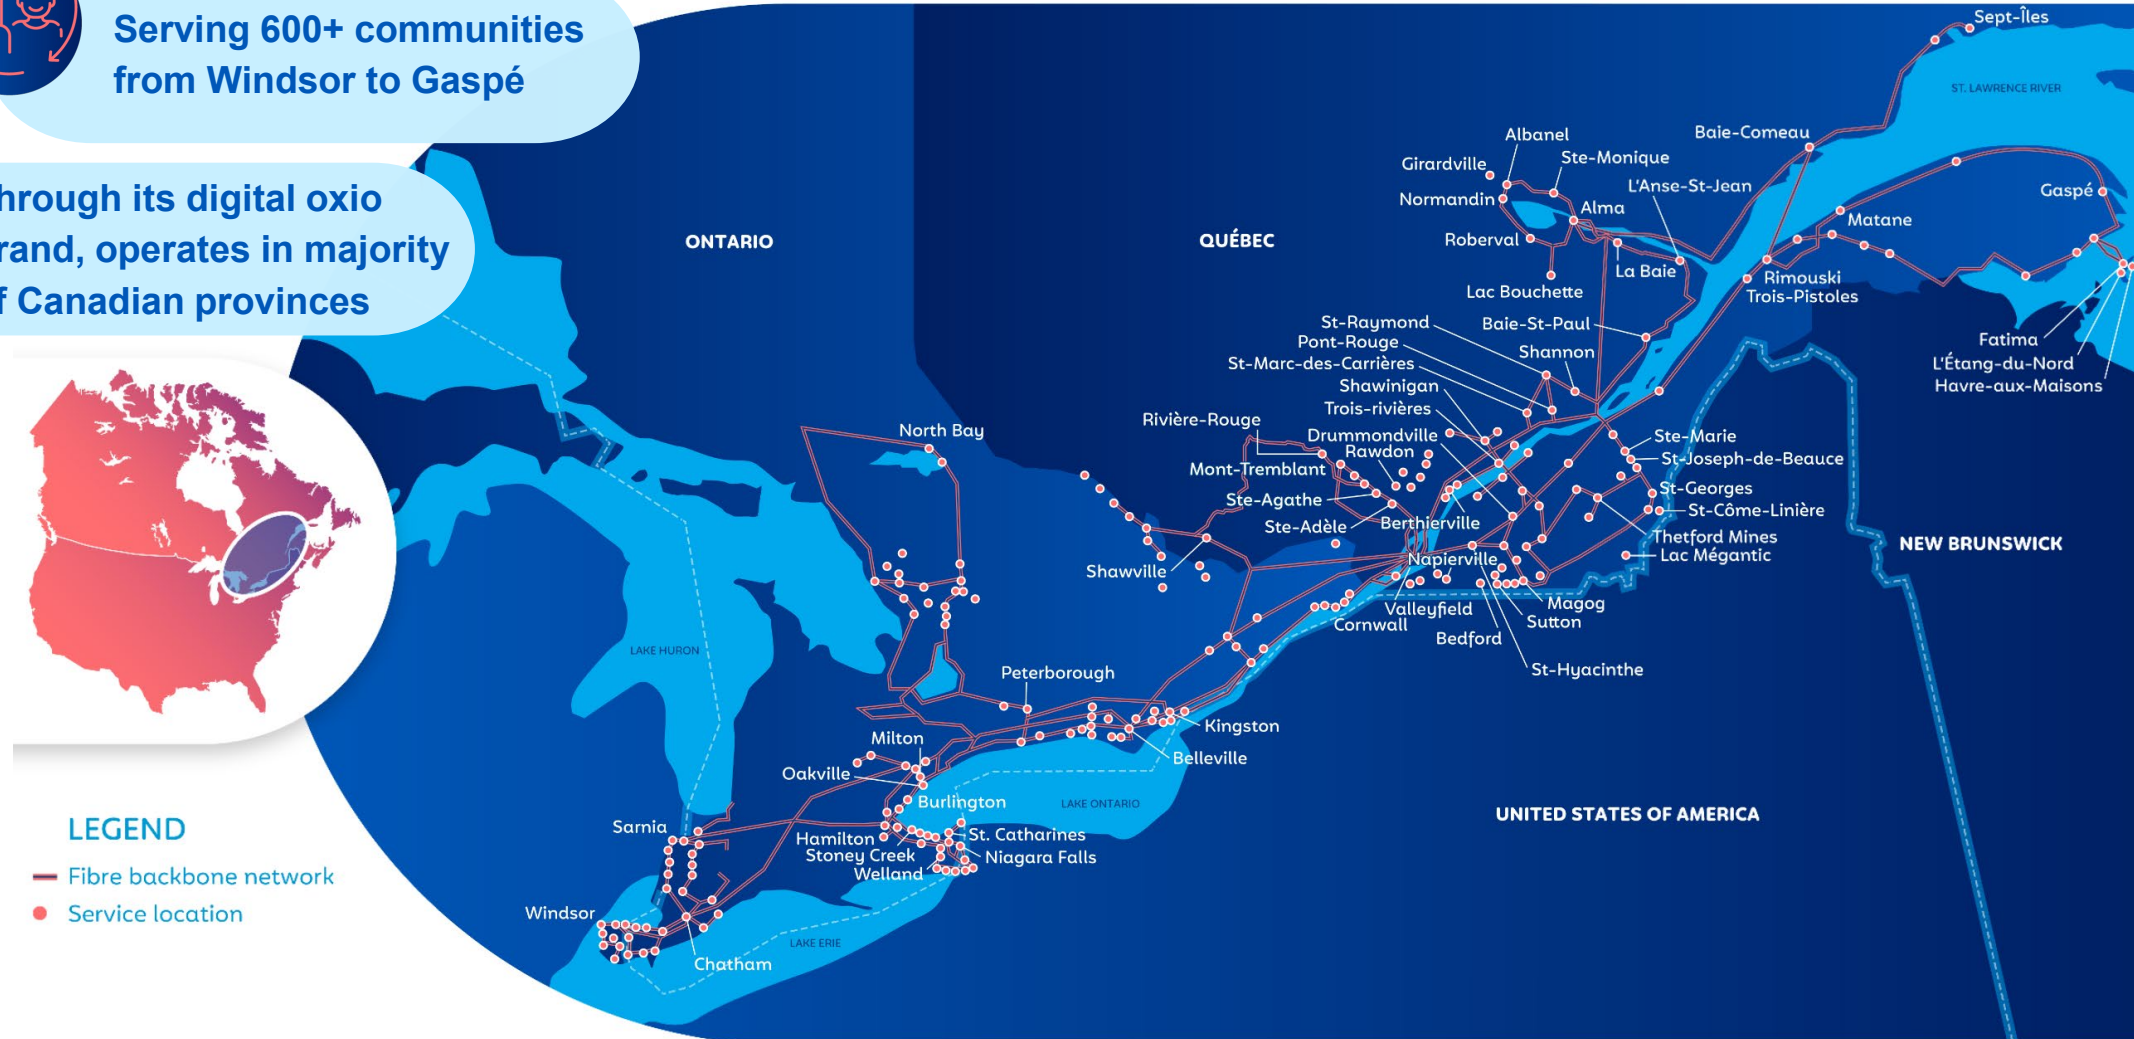 Serving 600+ communities
from Windsor to Gaspé
hrough its digital oxio
rand, operates in majority
f Canadian provinces
LEGEND
Fibre backbone network
Service location
ONTARIO
QUÉBEC
NEW BRUNSWICK
UNITED STATES OF AMERICA
ST. LAWRENCE RIVER
LAKE HURON
LAKE ONTARIO
LAKE ERIE
Sept-Îles
Baie-Comeau
Albanel
Girardville
Ste-Monique
L'Anse-St-Jean
Normandin
Alma
Gaspé
Matane
Roberval
La Baie
Rimouski
Trois-Pistoles
Lac Bouchette
St-Raymond
Baie-St-Paul
Pont-Rouge
Shannon
St-Marc-des-Carrières
Fatima
L'Étang-du-Nord
Havre-aux-Maisons
Shawinigan
Trois-rivières
Rivière-Rouge
North Bay
Drummondville
Rawdon
Ste-Marie
St-Joseph-de-Beauce
Mont-Tremblant
St-Georges
Ste-Agathe
St-Côme-Linière
Ste-Adèle
Berthierville
Thetford Mines
Lac Mégantic
Shawville
Napierville
Valleyfield
Magog
Cornwall
Sutton
Bedford
St-Hyacinthe
Peterborough
Kingston
Milton
Belleville
Oakville
Burlington
Sarnia
Hamilton
St. Catharines
Stoney Creek
Niagara Falls
Welland
Windsor
Chatham